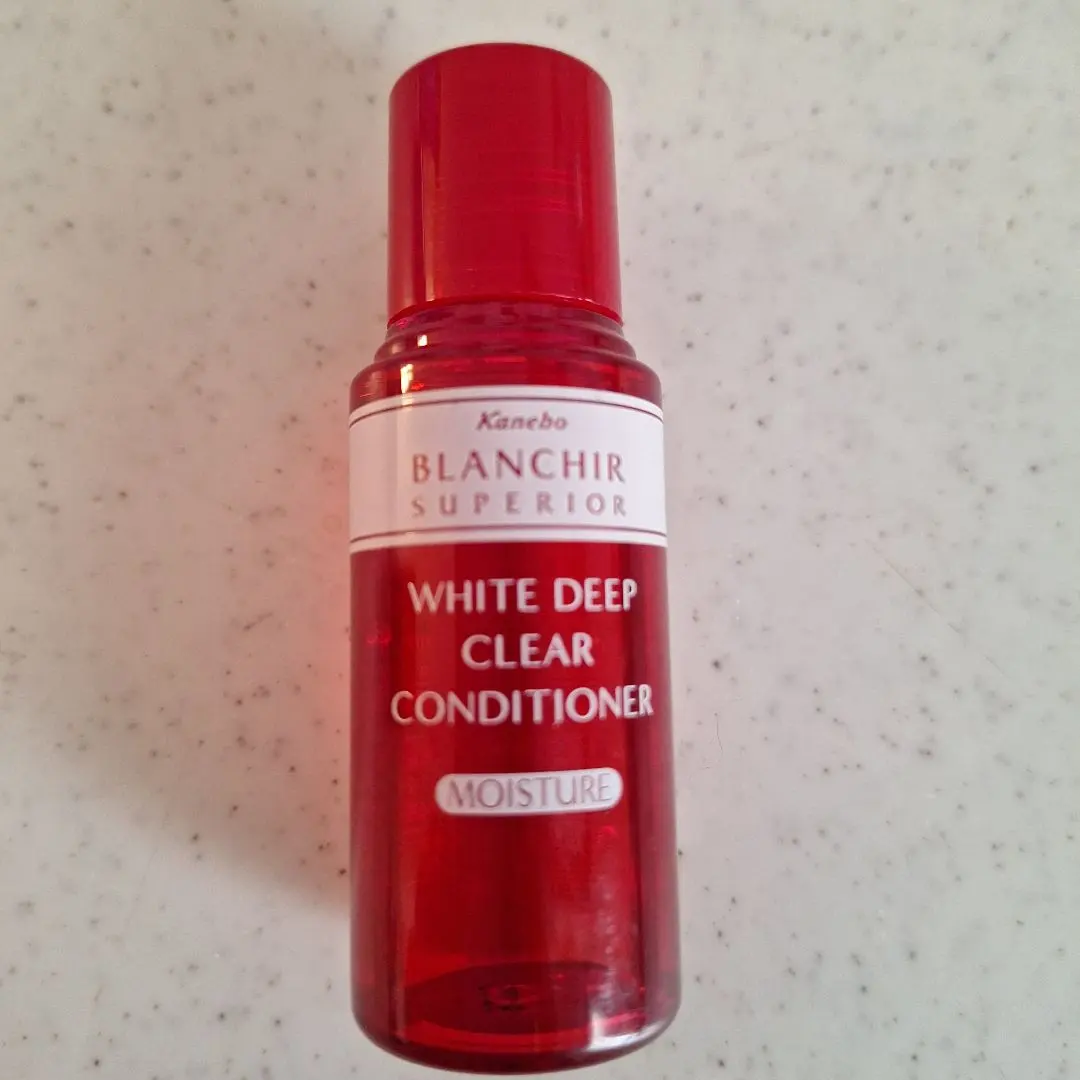 Kanebo
BLANCHIR
SUPERIOR
WHITE DEEP
CLEAR
CONDITIONER
MOISTURE